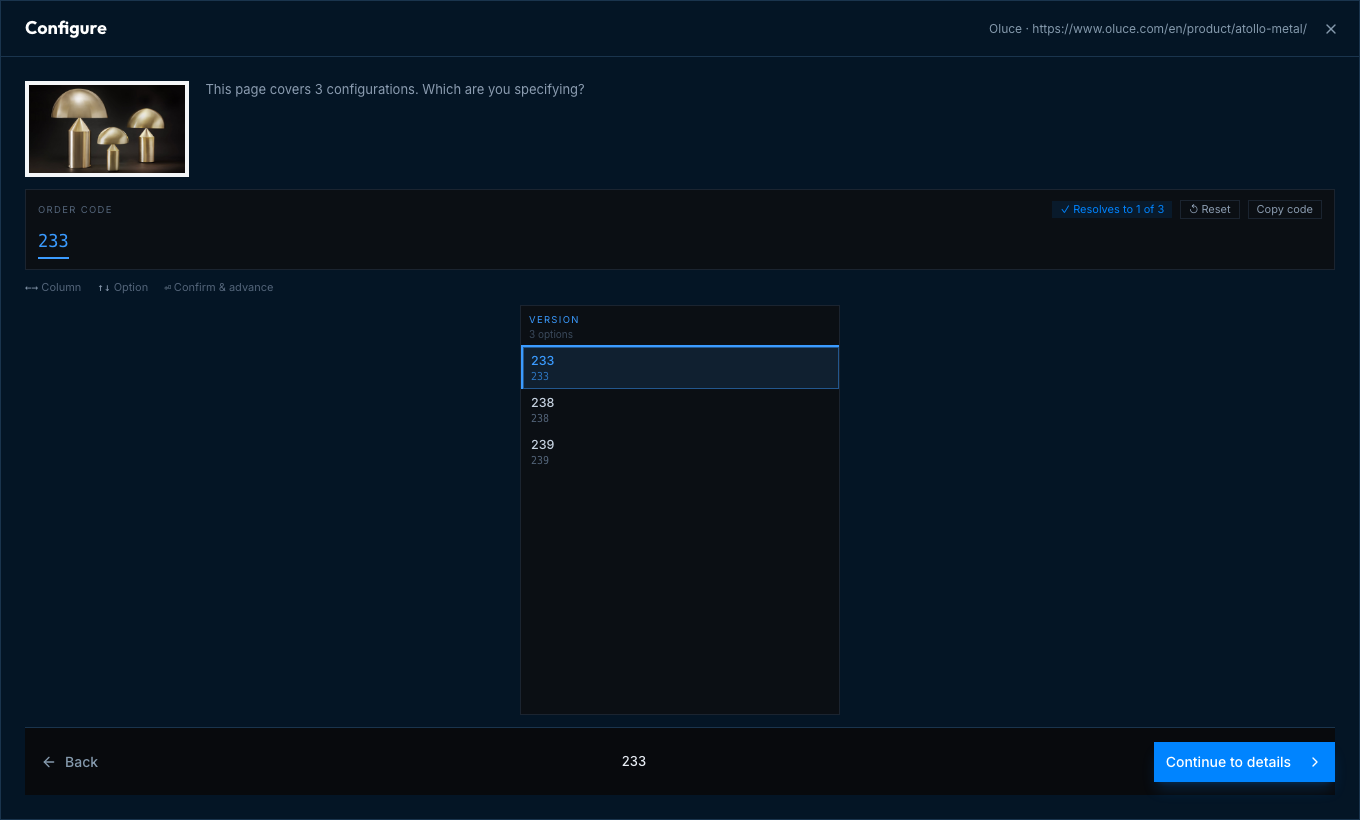 Configure
Oluce · https://www.oluce.com/en/product/atollo-metal/
This page covers 3 configurations. Which are you specifying?
ORDER CODE
✓ Resolves to 1 of 3
↺ Reset
Copy code
233
←→ Column ↑↓ Option ⏎ Confirm & advance
VERSION
3 options
233
233
238
238
239
239
← Back
233
Continue to details >